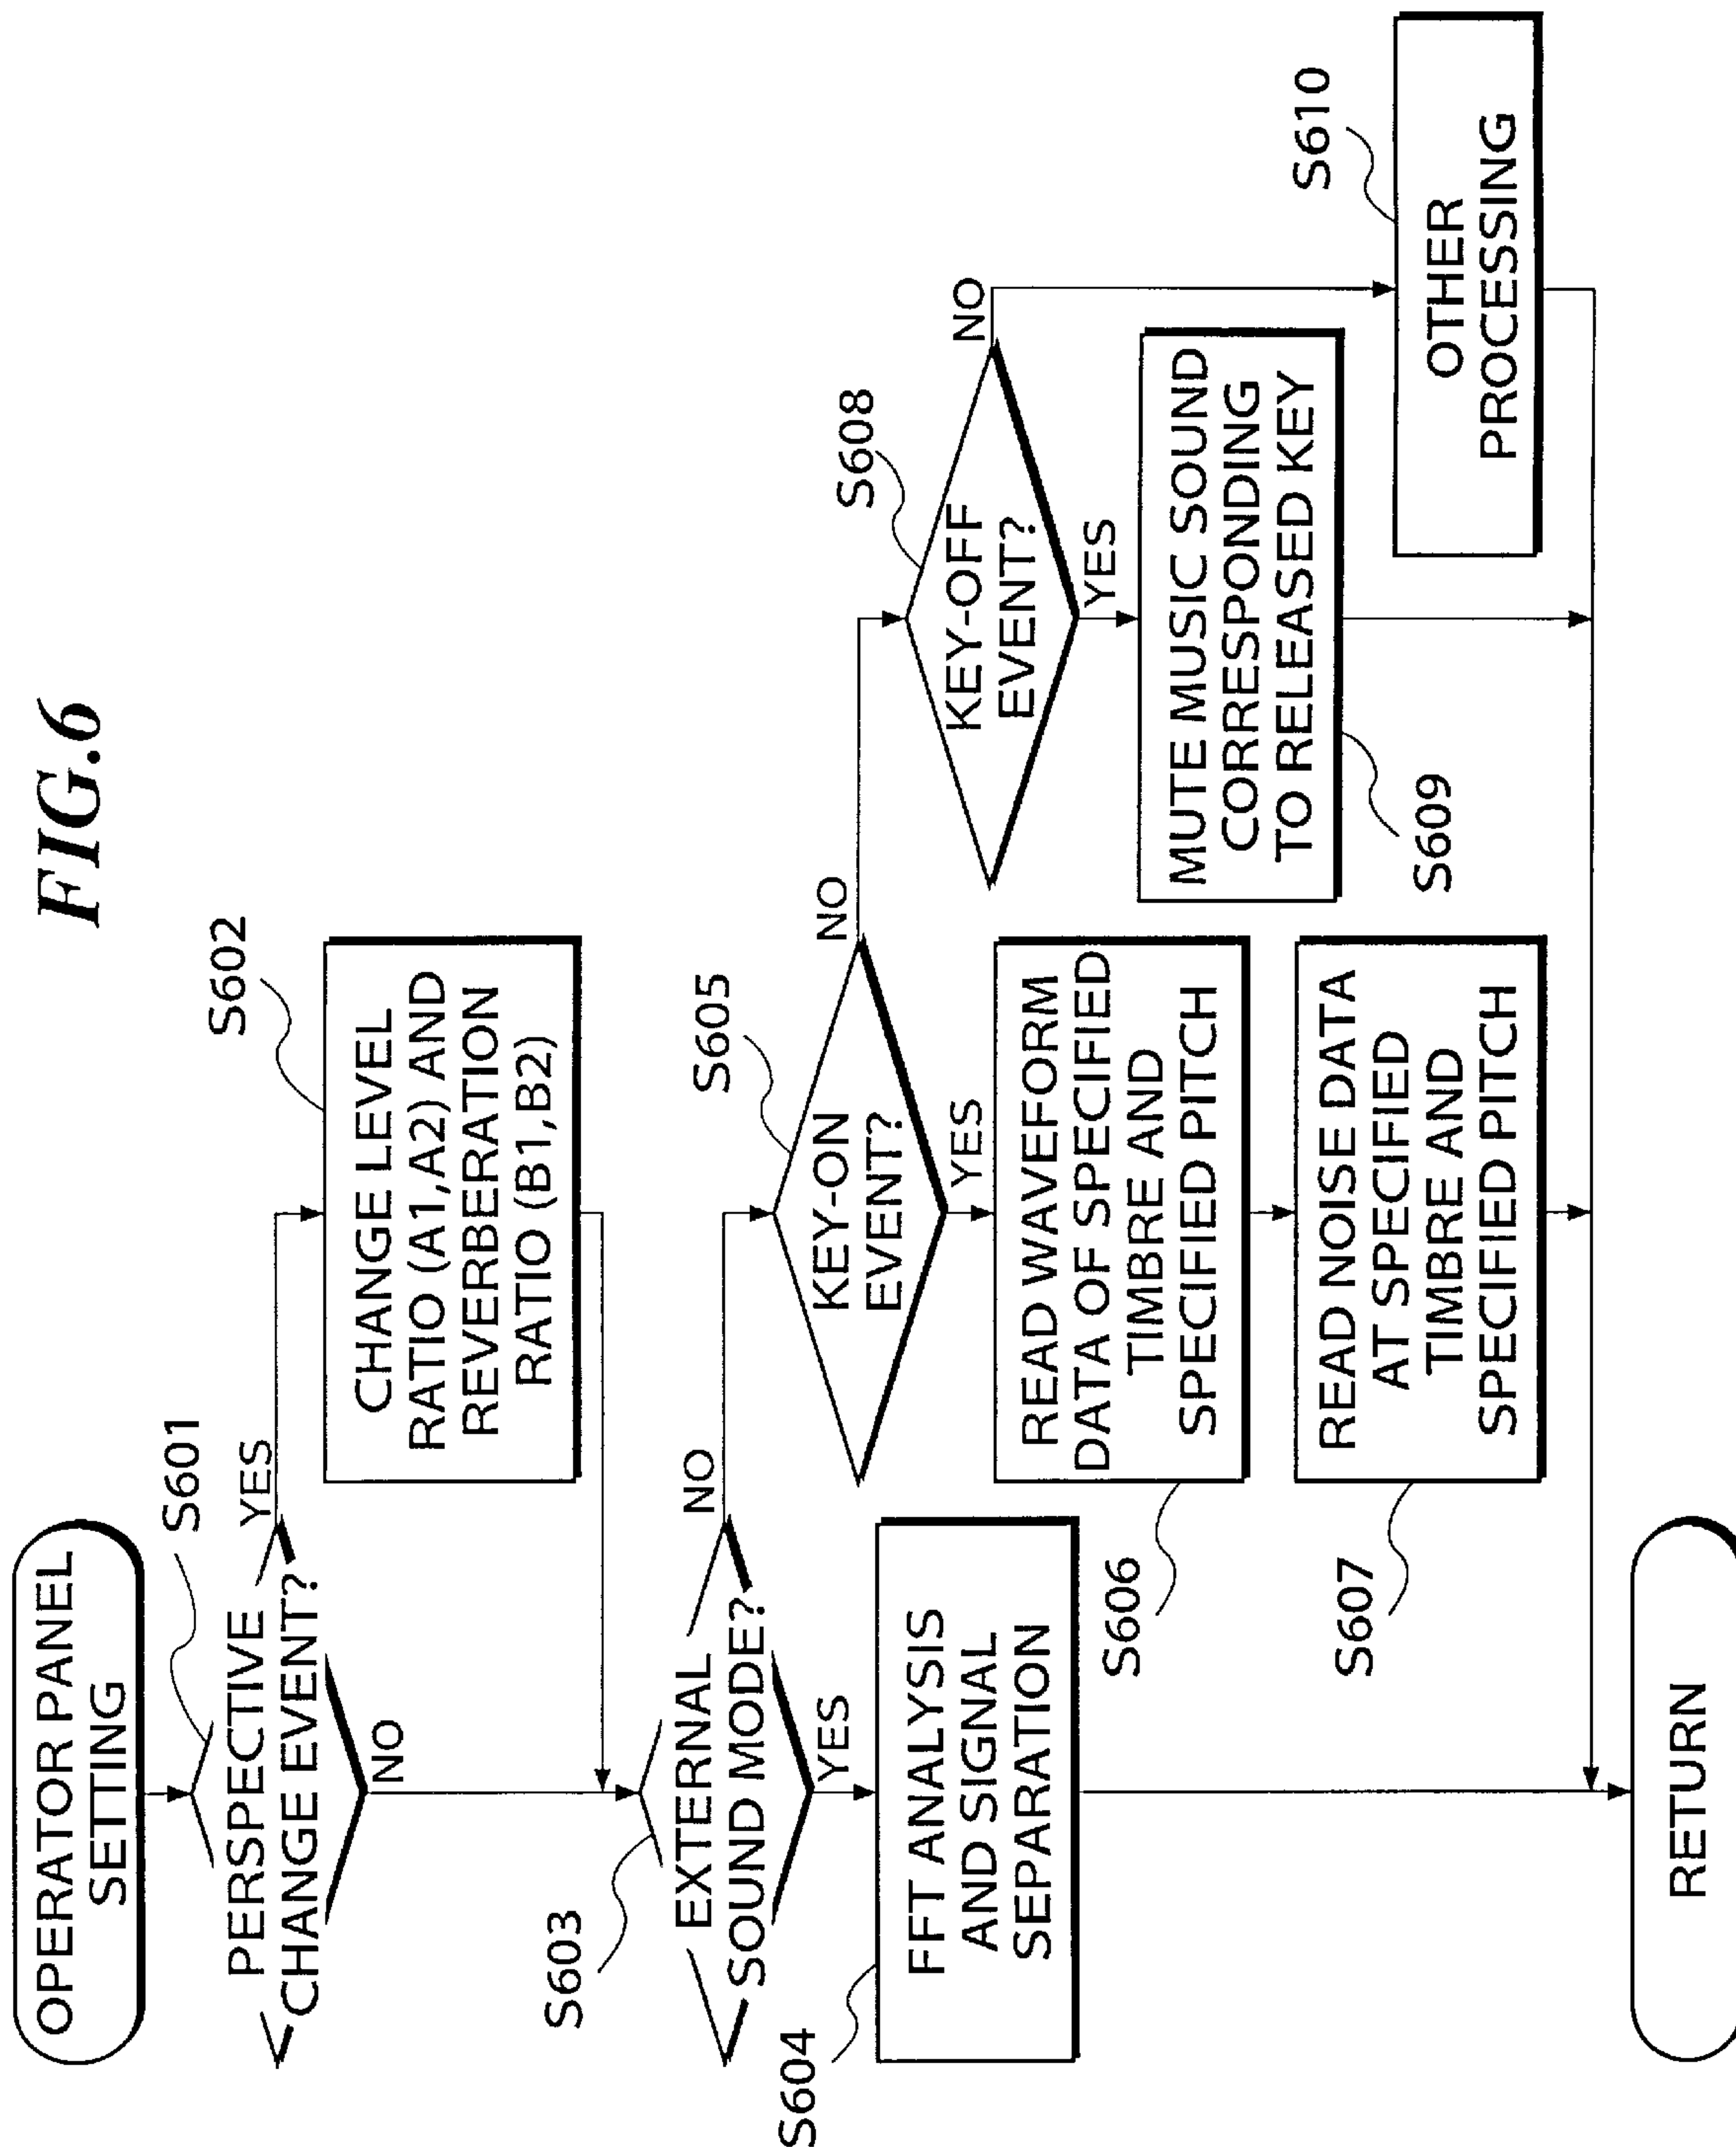 FIG.6
OPERATOR PANEL
SETTING
S601
PERSPECTIVE
CHANGE EVENT?
YES
NO
S602
CHANGE LEVEL
RATIO (A1,A2) AND
REVERBERATION
RATIO (B1,B2)
S603
EXTERNAL
SOUND MODE?
NO
YES
S604
FFT ANALYSIS
AND SIGNAL
SEPARATION
S605
KEY-ON
EVENT?
NO
YES
S606
READ WAVEFORM
DATA OF SPECIFIED
TIMBRE AND
SPECIFIED PITCH
S607
READ NOISE DATA
AT SPECIFIED
TIMBRE AND
SPECIFIED PITCH
S608
KEY-OFF
EVENT?
NO
YES
MUTE MUSIC SOUND
CORRESPONDING
TO RELEASED KEY
S609
S610
OTHER
PROCESSING
RETURN